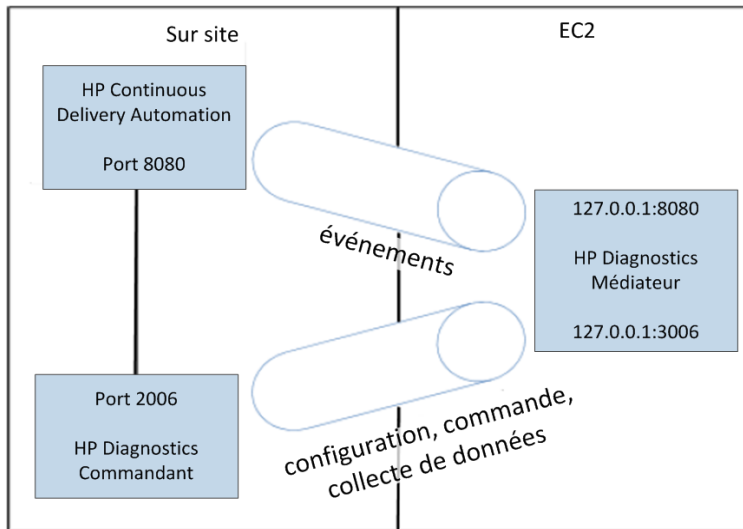 Sur site
EC2
HP Continuous
Delivery Automation
Port 8080
événements
127.0.0.1:8080
HP Diagnostics
Médiateur
127.0.0.1:3006
Port 2006
HP Diagnostics
Commandant
configuration, commande,
collecte de données